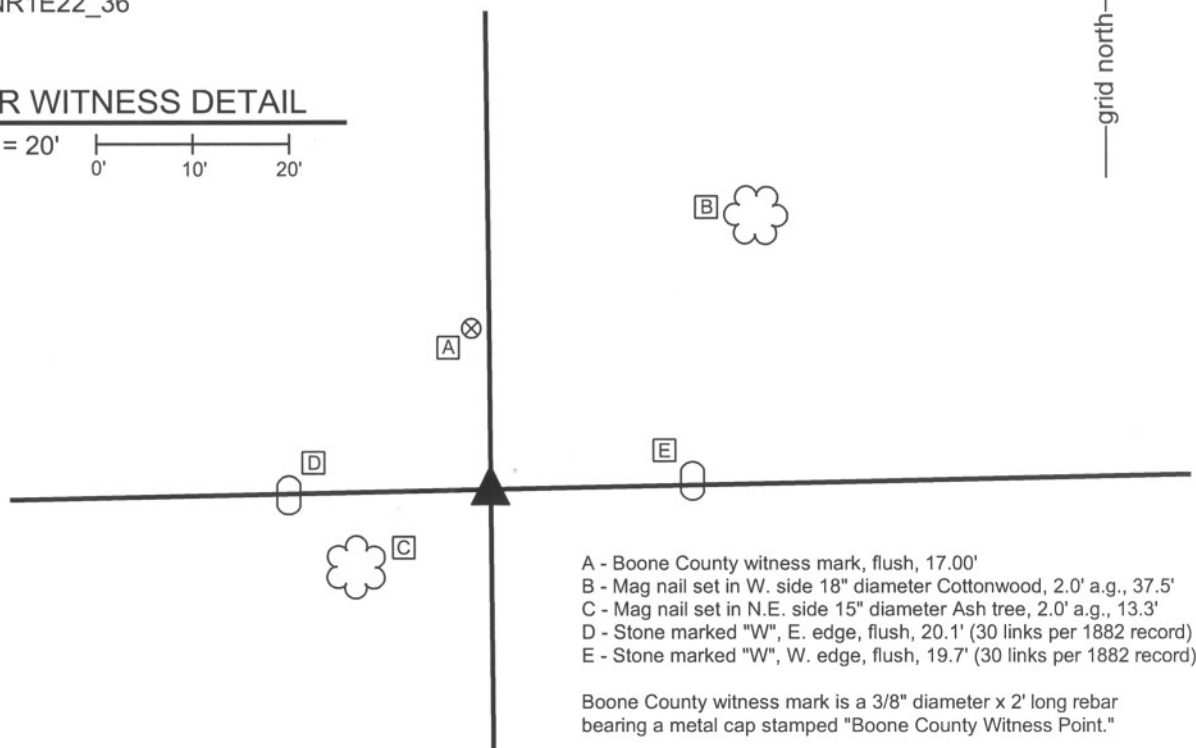 NR1E22_36
R WITNESS DETAIL
= 20'
0' 10' 20'
grid north
B
A
D
E
C
A - Boone County witness mark, flush, 17.00'
B - Mag nail set in W. side 18" diameter Cottonwood, 2.0' a.g., 37.5'
C - Mag nail set in N.E. side 15" diameter Ash tree, 2.0' a.g., 13.3'
D - Stone marked "W", E. edge, flush, 20.1' (30 links per 1882 record)
E - Stone marked "W", W. edge, flush, 19.7' (30 links per 1882 record)
Boone County witness mark is a 3/8" diameter x 2' long rebar
bearing a metal cap stamped "Boone County Witness Point."